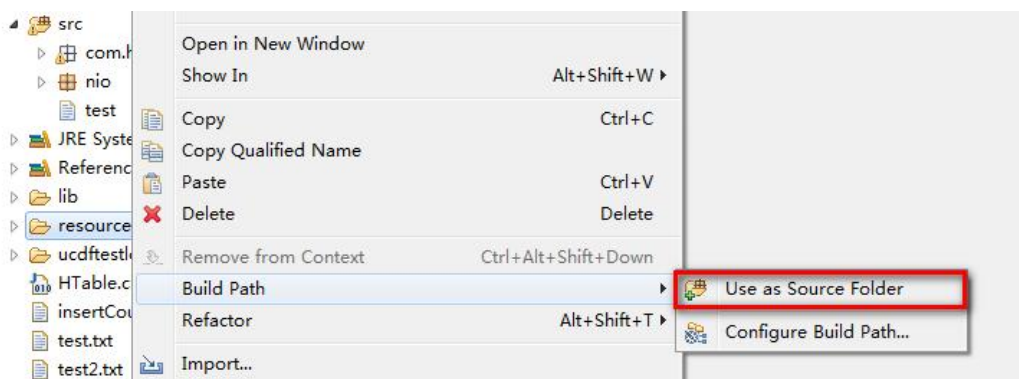 src
com.h
nio
test
JRE Syste
Referenc
lib
resource
ucdftestl
HTable.c
insertCou
test.txt
test2.txt
Open in New Window
Show In Alt+Shift+W
Copy Ctrl+C
Copy Qualified Name
Paste Ctrl+V
Delete Delete
Remove from Context Ctrl+Alt+Shift+Down
Build Path
Refactor Alt+Shift+T
Import...
Use as Source Folder
Configure Build Path...